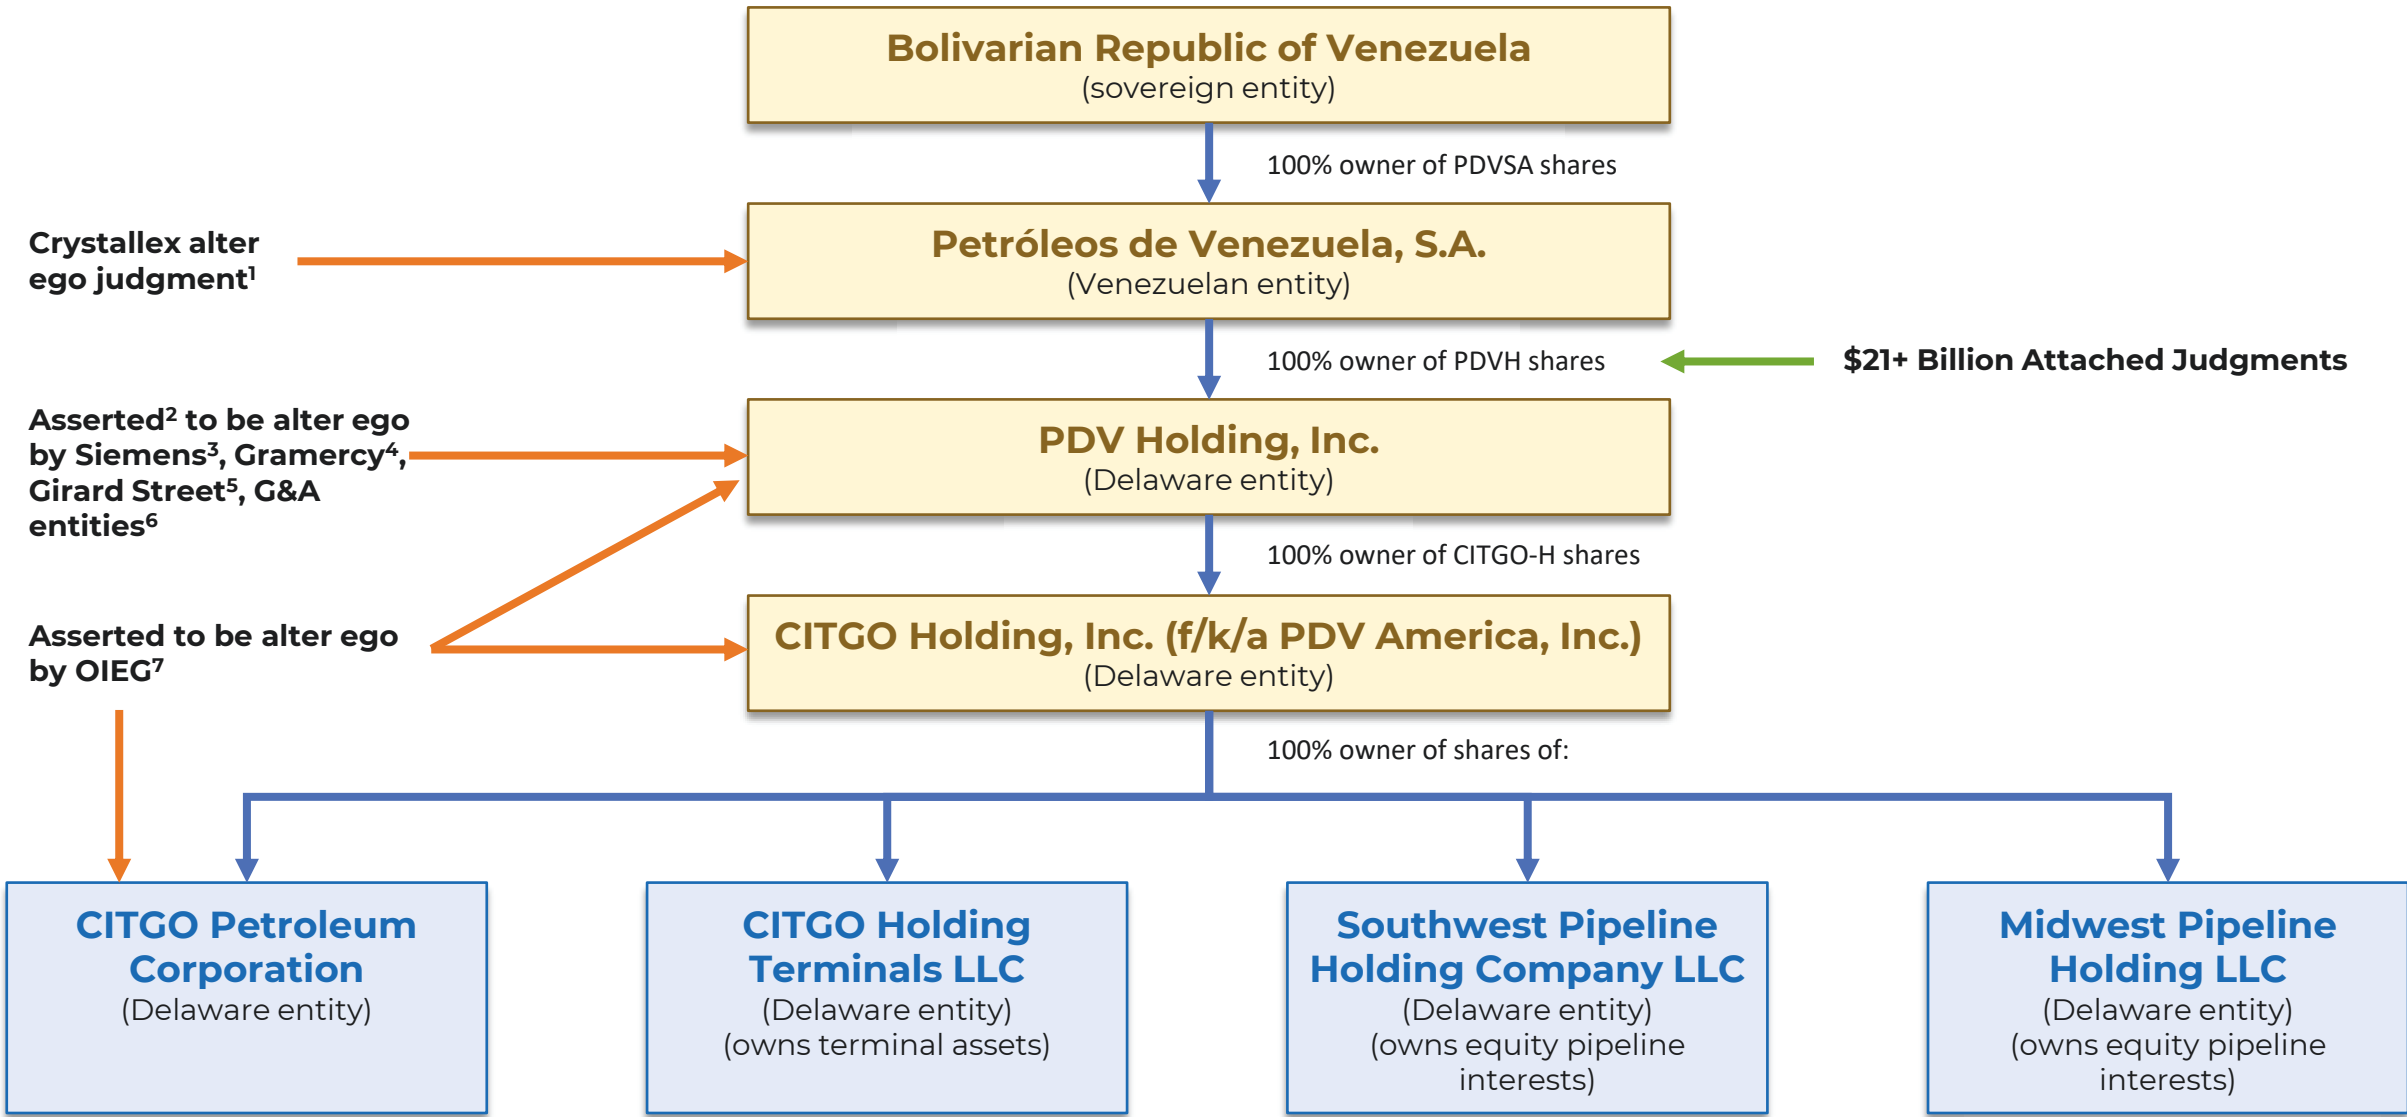 Bolivarian Republic of Venezuela
(sovereign entity)
100% owner of PDVSA shares
Crystallex alter
ego judgment¹
Petróleos de Venezuela, S.A.
(Venezuelan entity)
100% owner of PDVH shares
$21+ Billion Attached Judgments
Asserted² to be alter ego
by Siemens³, Gramercy⁴,
Girard Street⁵, G&A
entities⁶
PDV Holding, Inc.
(Delaware entity)
100% owner of CITGO-H shares
Asserted to be alter ego
by OIEG⁷
CITGO Holding, Inc. (f/k/a PDV America, Inc.)
(Delaware entity)
100% owner of shares of:
CITGO Petroleum
Corporation
(Delaware entity)
CITGO Holding
Terminals LLC
(Delaware entity)
(owns terminal assets)
Southwest Pipeline
Holding Company LLC
(Delaware entity)
(owns equity pipeline
interests)
Midwest Pipeline
Holding LLC
(Delaware entity)
(owns equity pipeline
interests)